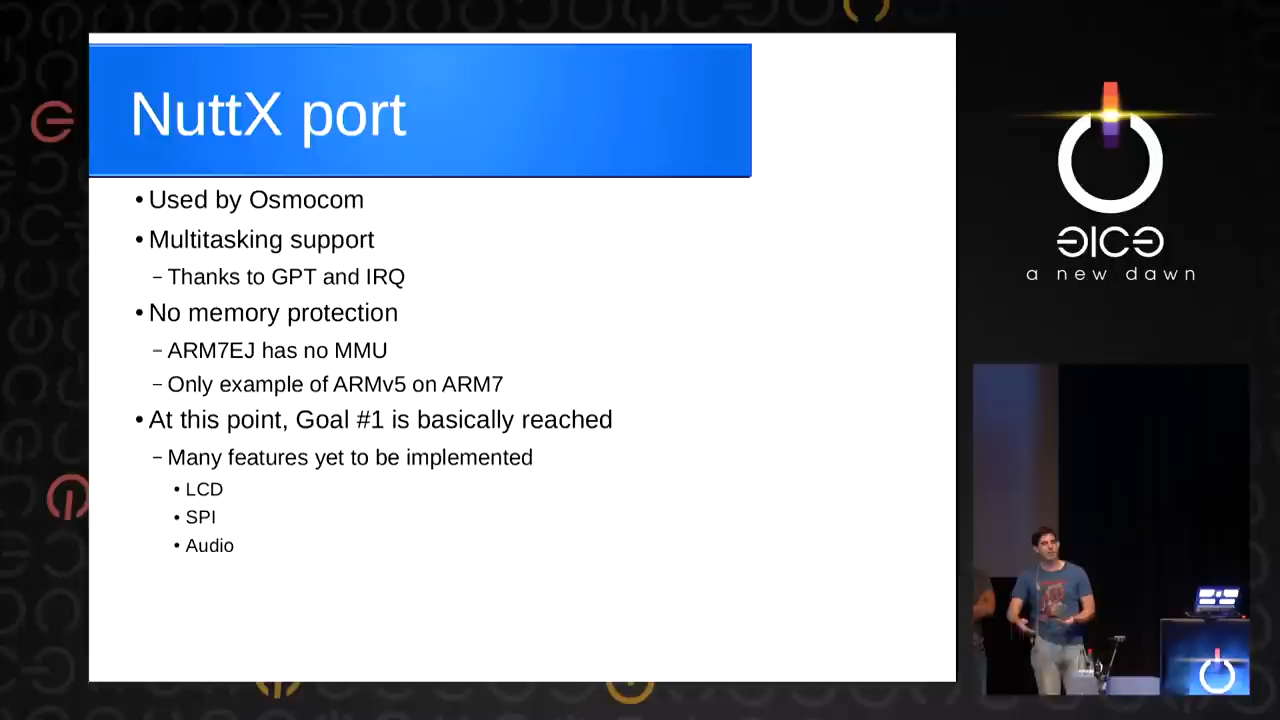 NuttX port
• Used by Osmocom
• Multitasking support
– Thanks to GPT and IRQ
• No memory protection
– ARM7EJ has no MMU
– Only example of ARMv5 on ARM7
• At this point, Goal #1 is basically reached
– Many features yet to be implemented
• LCD
• SPI
• Audio
a new dawn